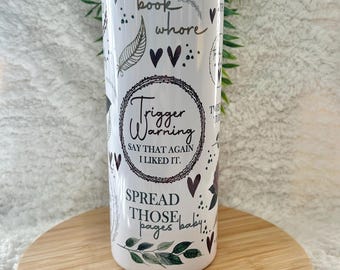 book
whore
Trigger
Warning
SAY THAT AGAIN
I LIKED IT.
SPREAD
THOSE
pages baby